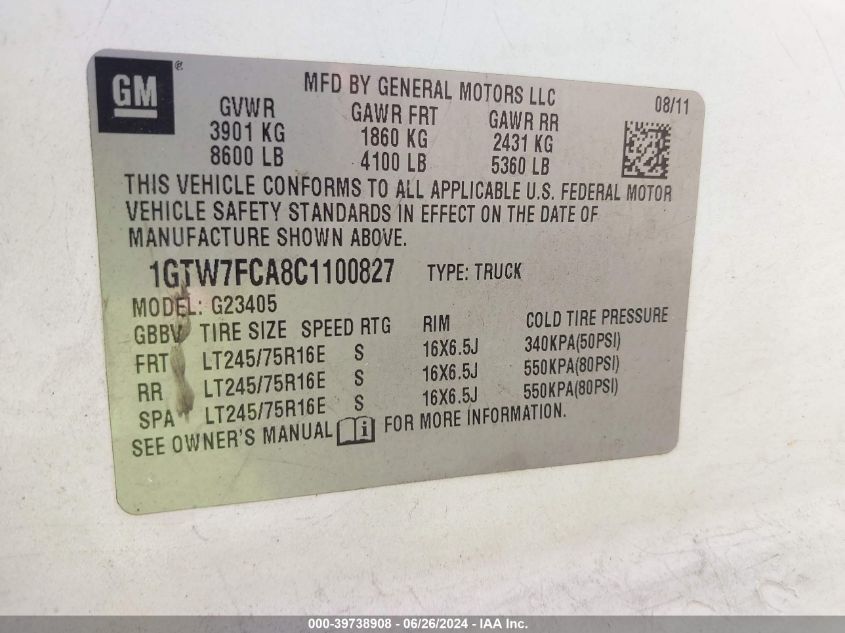 GM®
MFD BY GENERAL MOTORS LLC
08/11
GVWR GAWR FRT GAWR RR
3901 KG 1860 KG 2431 KG
8600 LB 4100 LB 5360 LB
THIS VEHICLE CONFORMS TO ALL APPLICABLE U.S. FEDERAL MOTOR
VEHICLE SAFETY STANDARDS IN EFFECT ON THE DATE OF
MANUFACTURE SHOWN ABOVE.
1GTW7FCA8C1100827 TYPE: TRUCK
MODEL: G23405
GBBV TIRE SIZE SPEED RTG RIM COLD TIRE PRESSURE
FRT LT245/75R16E S 16X6.5J 340KPA(50PSI)
RR LT245/75R16E S 16X6.5J 550KPA(80PSI)
SPA LT245/75R16E S 16X6.5J 550KPA(80PSI)
SEE OWNER'S MANUAL i FOR MORE INFORMATION.
000-39738908 - 06/26/2024 - IAA Inc.